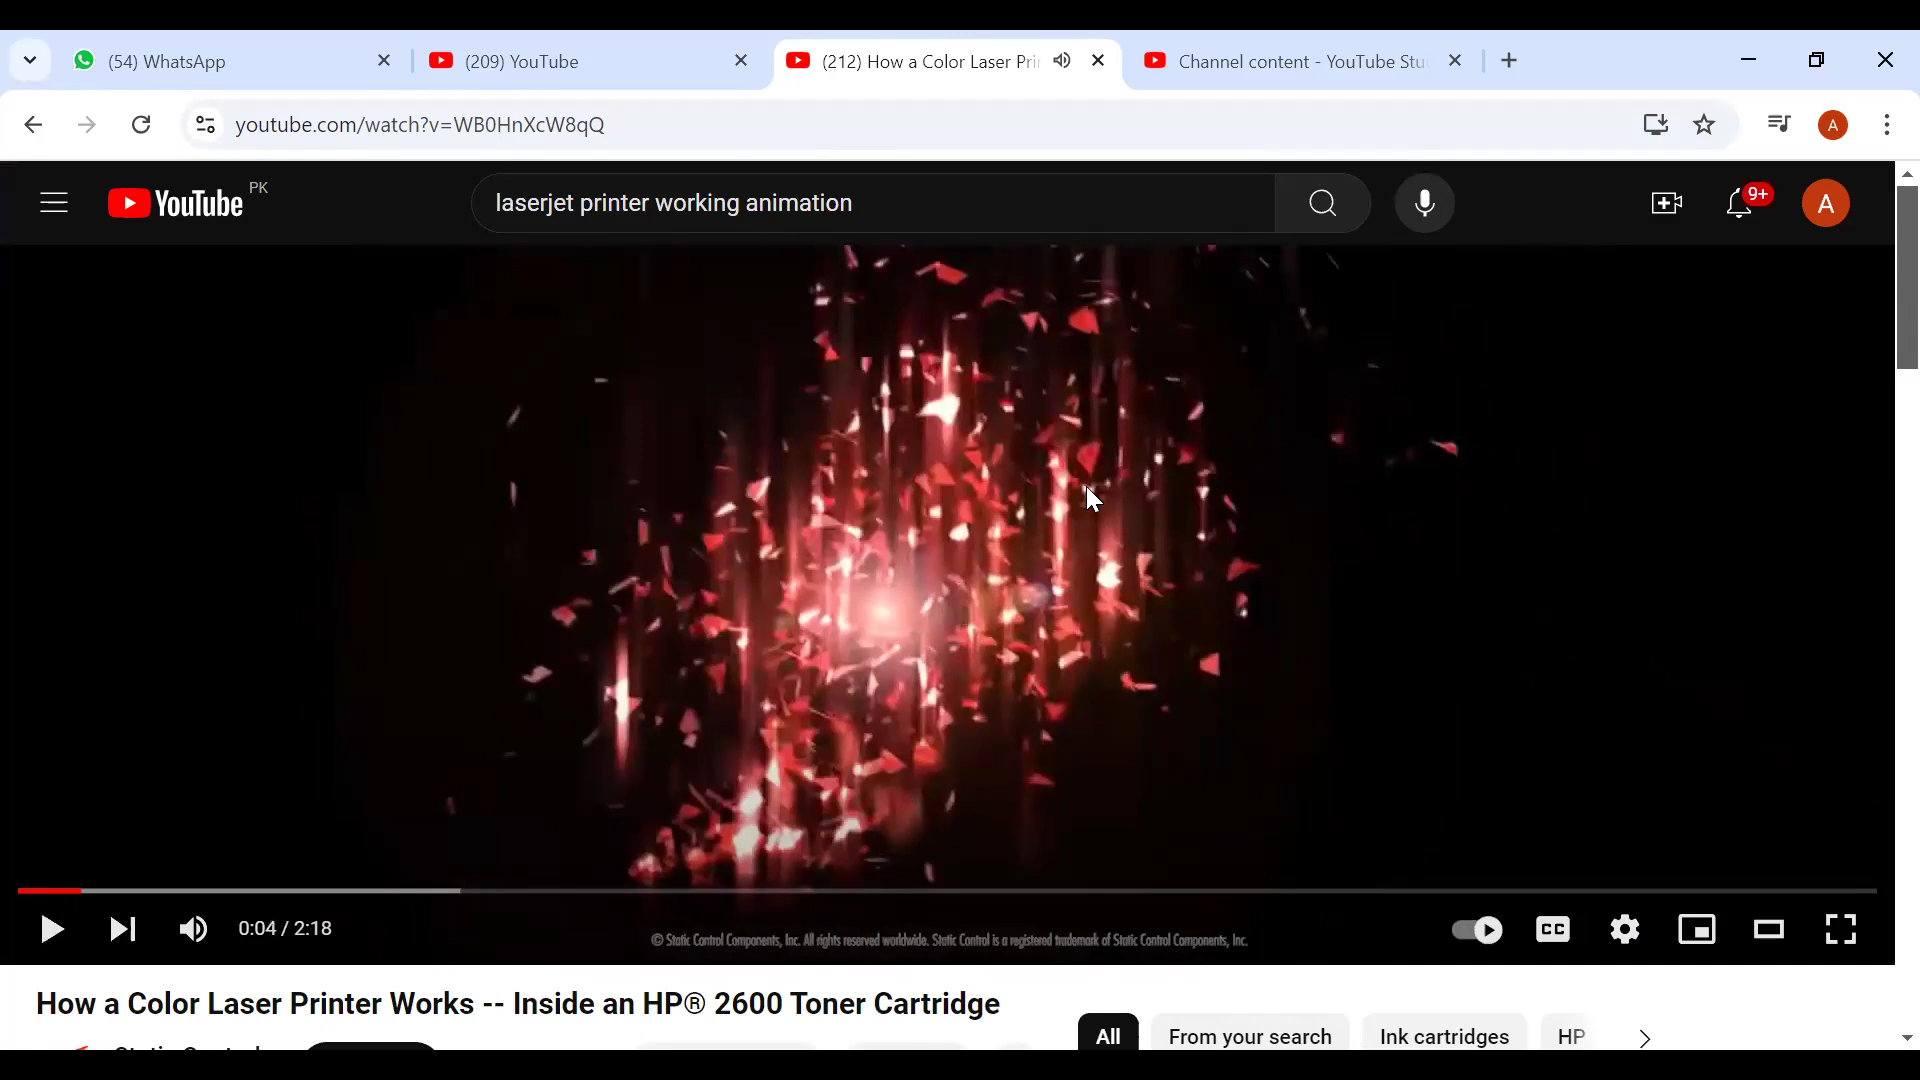 (54) WhatsApp
(209) YouTube
(212) How a Color Laser Pri
Channel content - YouTube Stu
youtube.com/watch?v=WB0HnXcW8qQ
A
YouTube PK
laserjet printer working animation
9+
A
0:04 / 2:18
CC
© Static Control Components, Inc. All rights reserved worldwide. Static Control is a registered trademark of Static Control Components, Inc.
How a Color Laser Printer Works -- Inside an HP® 2600 Toner Cartridge
All
From your search
Ink cartridges
HP
Static Control